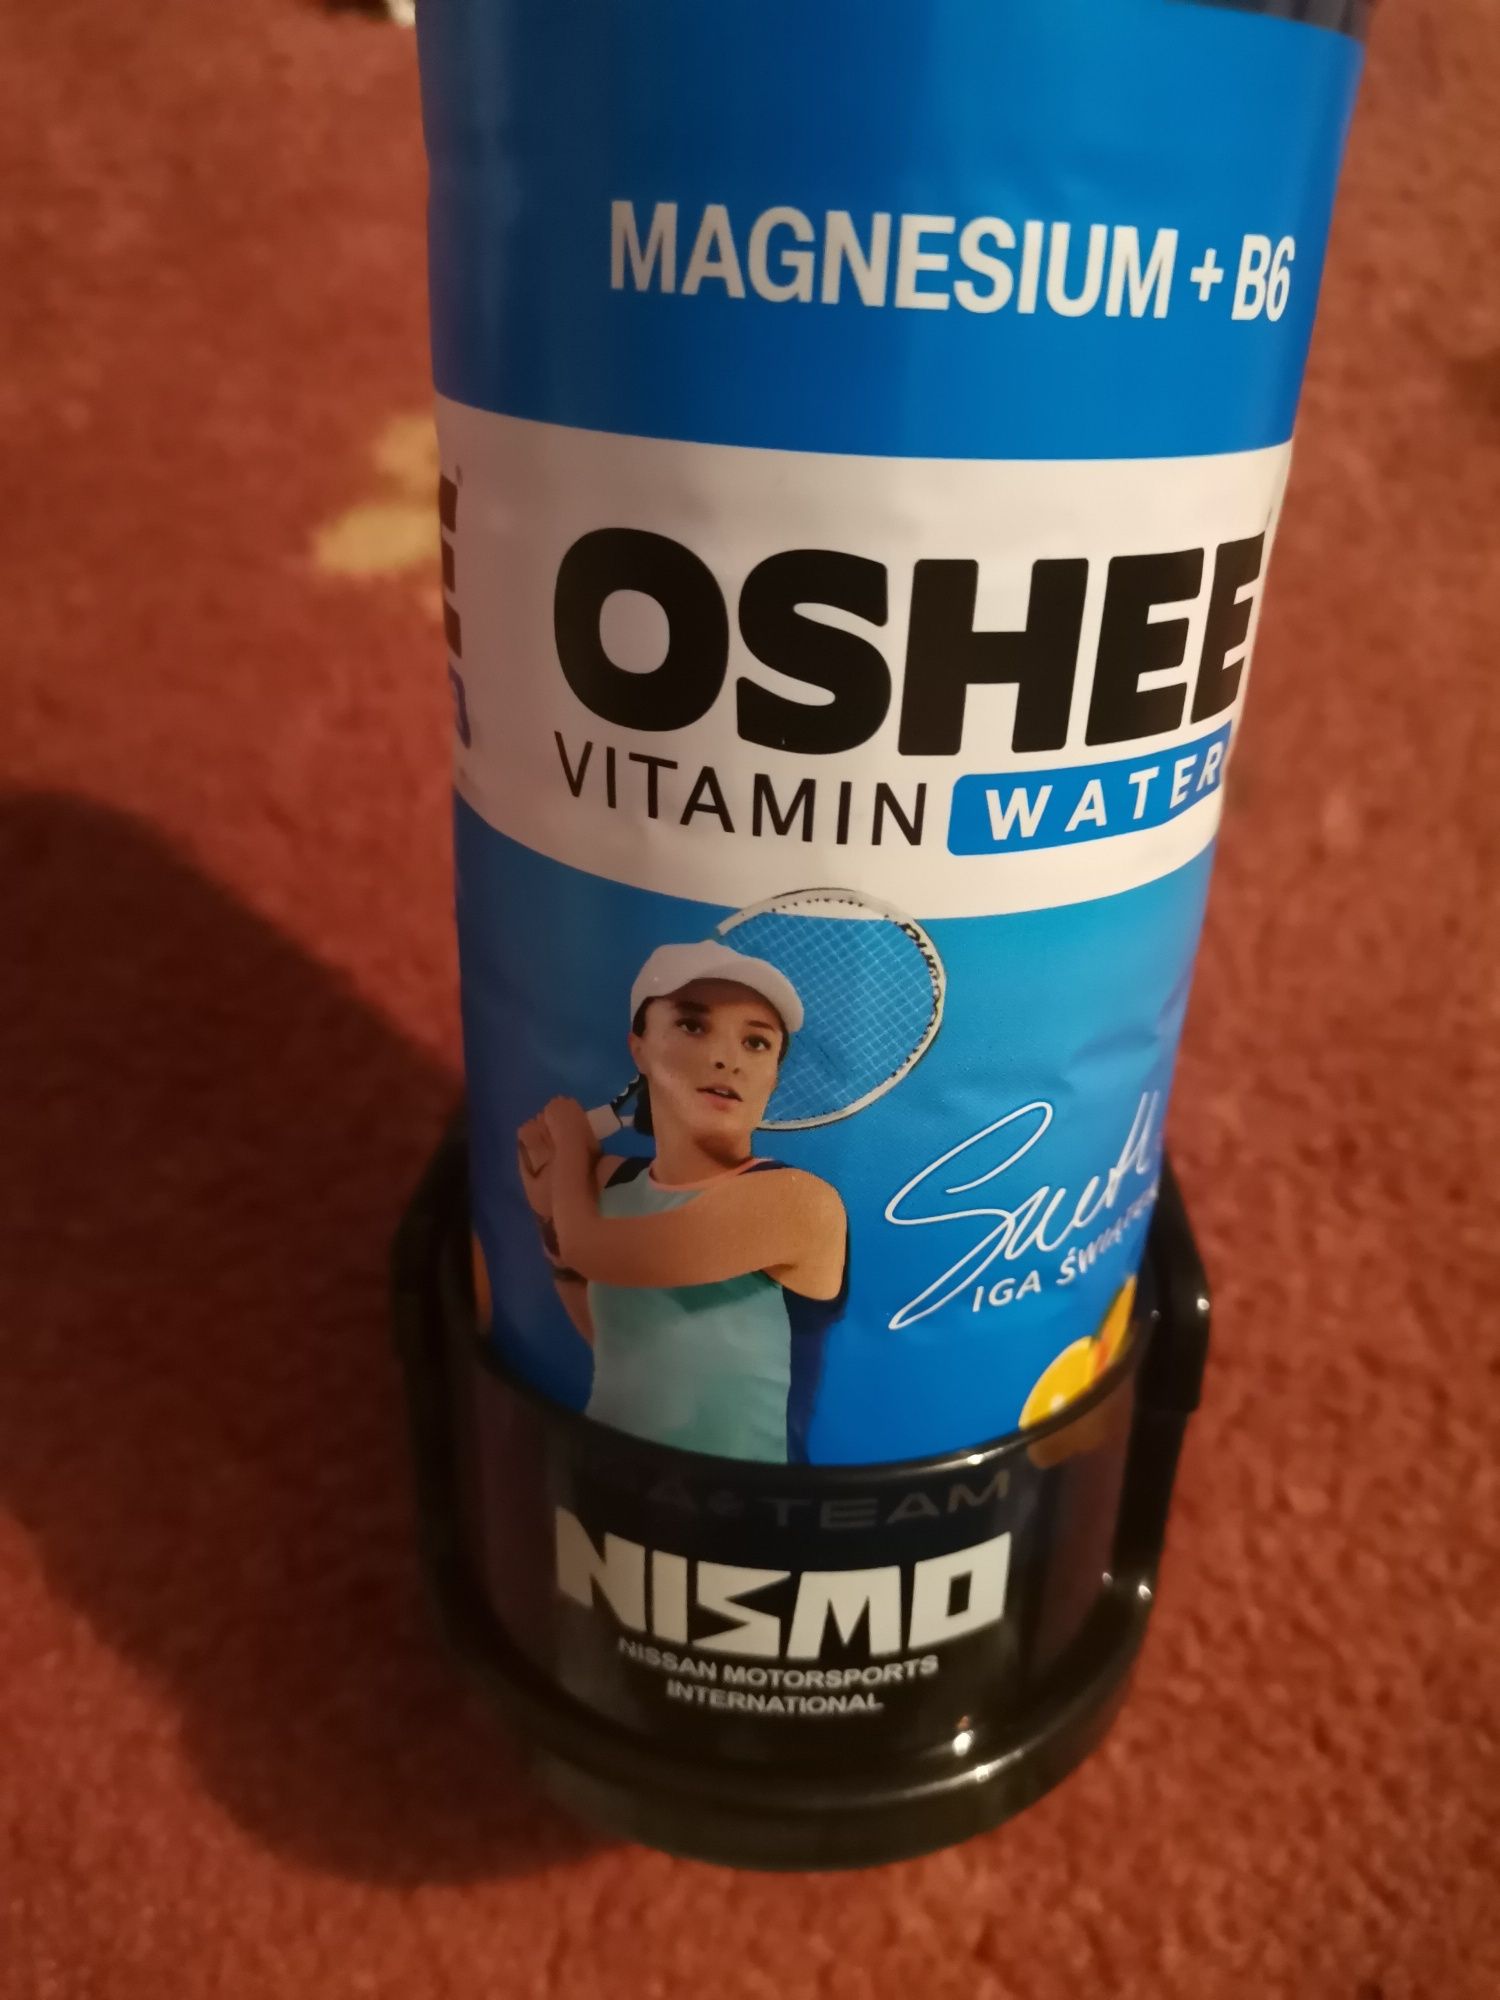 MAGNESIUM + B6
OSHEE
VITAMIN WATER
IGA ŚWIĄTEK
TEAM
NISMO
NISSAN MOTORSPORTS
INTERNATIONAL